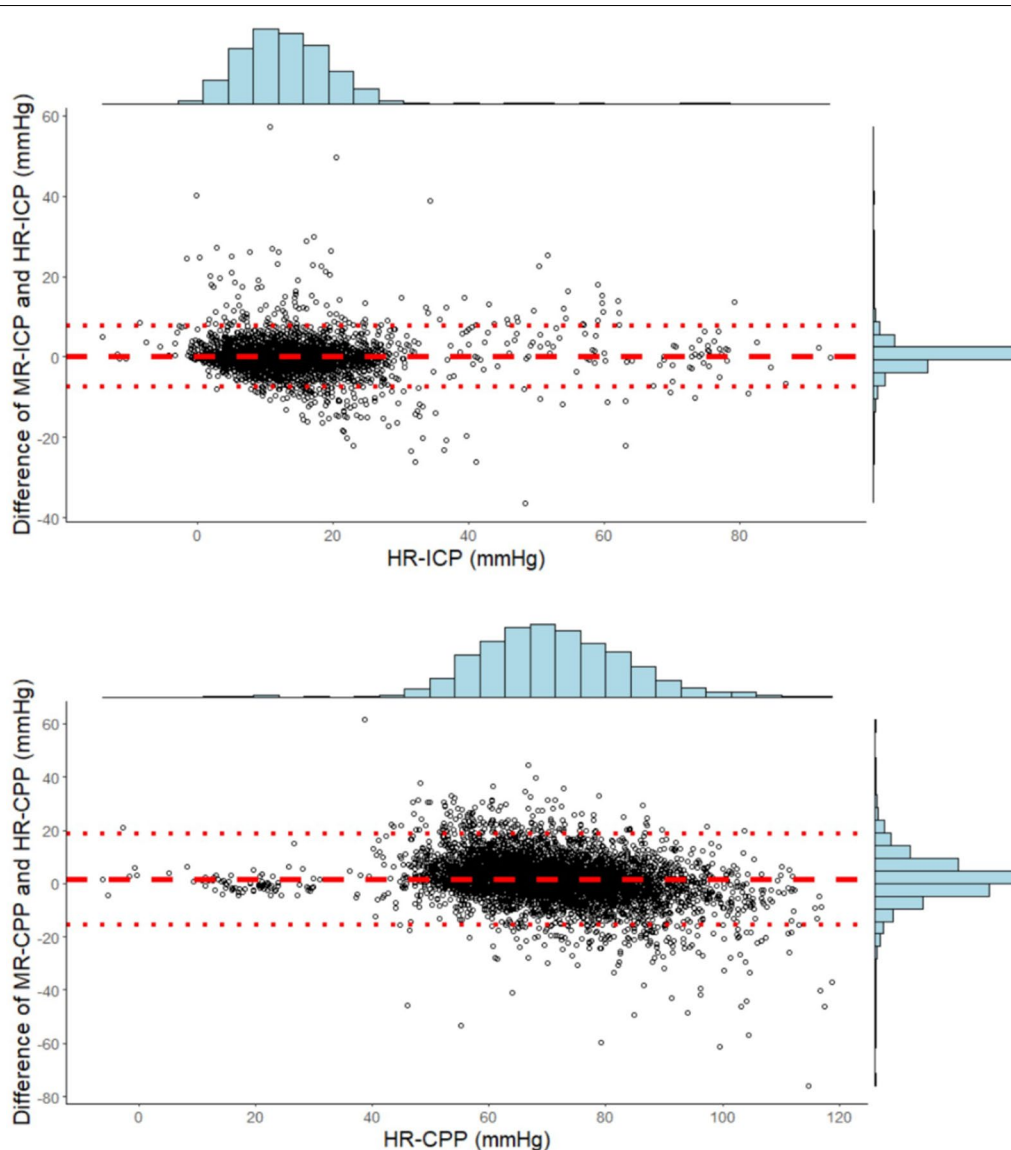 Difference of MR-ICP and HR-ICP (mmHg)
60
40
20
0
-20
-40
0 20 40 60 80
HR-ICP (mmHg)
Difference of MR-CPP and HR-CPP (mmHg)
60
40
20
0
-20
-40
-60
-80
0 20 40 60 80 100 120
HR-CPP (mmHg)